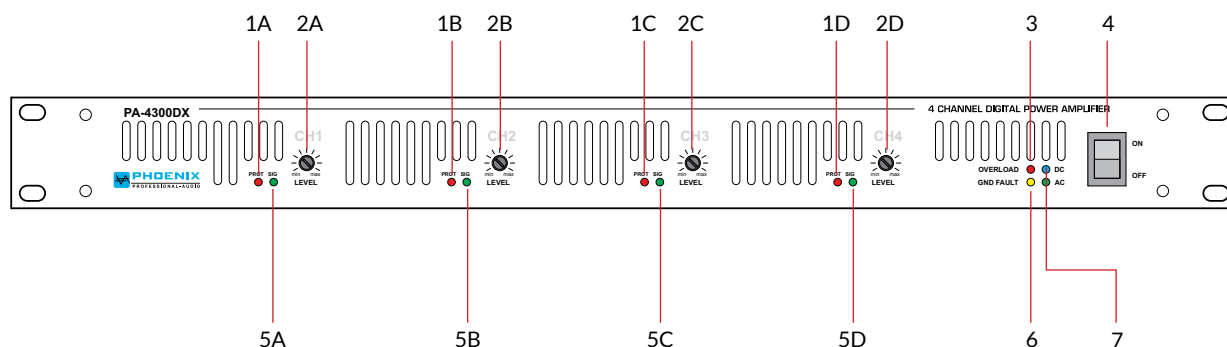 1A 2A 1B 2B 1C 2C 1D 2D 3 4
PA-4300DX 4 CHANNEL DIGITAL POWER AMPLIFIER
CH1 CH2 CH3 CH4
ON
PHOENIX
PROFESSIONAL-AUDIO
PROT SIG min max PROT SIG min max PROT SIG min max PROT SIG min max OVERLOAD DC
OFF
LEVEL LEVEL LEVEL LEVEL GND FAULT AC
5A 5B 5C 5D 6 7